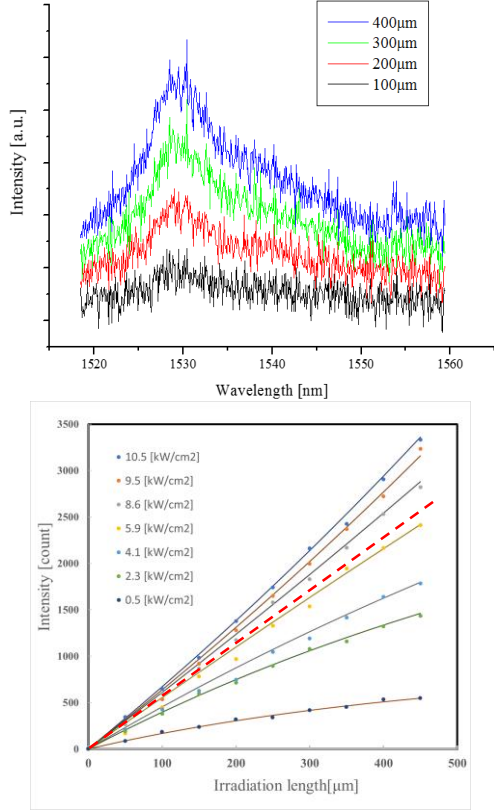 400μm
300μm
200μm
100μm
Intensity [a.u.]
1520 1530 1540 1550 1560
Wavelength [nm]
3500
3000
2500
2000
1500
1000
500
0
10.5 [kW/cm2]
9.5 [kW/cm2]
8.6 [kW/cm2]
5.9 [kW/cm2]
4.1 [kW/cm2]
2.3 [kW/cm2]
0.5 [kW/cm2]
Intensity [count]
0 100 200 300 400 500
Irradiation length[μm]